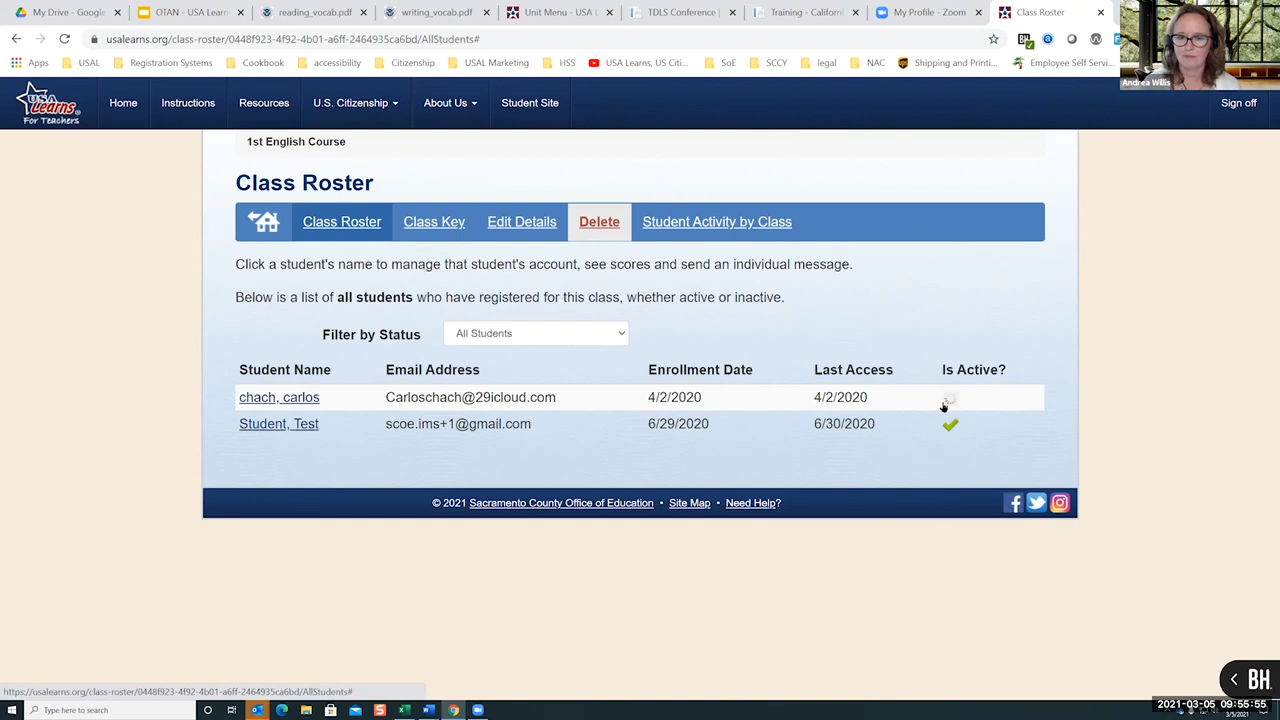 My Drive - Google
OTAN - USA Learn
reading_vocab.pdf
writing_vo
Unit Menu - USA L
TDLS Conference
Training - Californi
My Profile - Zoom
Class Roster
usalearns.org/class-roster/0448f923-4f92-4b01-a6ff-2464935ca6bd/AllStudents#
Apps
USAL
Registration Systems
Cookbook
accessibility
Citizenship
USAL Marketing
HSS
USA Learns, US Citi...
SoE
SCCY
legal
NAC
Shipping and Printi...
Employee Self Servi...
Andrea Willis
USA Learns
For Teachers
Home
Instructions
Resources
U.S. Citizenship
About Us
Student Site
Sign off
1st English Course
Class Roster
Class Roster
Class Key
Edit Details
Delete
Student Activity by Class
Click a student's name to manage that student's account, see scores and send an individual message.
Below is a list of all students who have registered for this class, whether active or inactive.
Filter by Status
All Students
Student Name Email Address Enrollment Date Last Access Is Active?
chach, carlos Carloschach@29icloud.com 4/2/2020 4/2/2020
Student, Test scoe.ims+1@gmail.com 6/29/2020 6/30/2020
© 2021 Sacramento County Office of Education • Site Map • Need Help?
BH
https://usalearns.org/class-roster/0448f923-4f92-4b01-a6ff-2464935ca6bd/AllStudents#
Type here to search
2021-03-05 09:55:55
3/5/2021